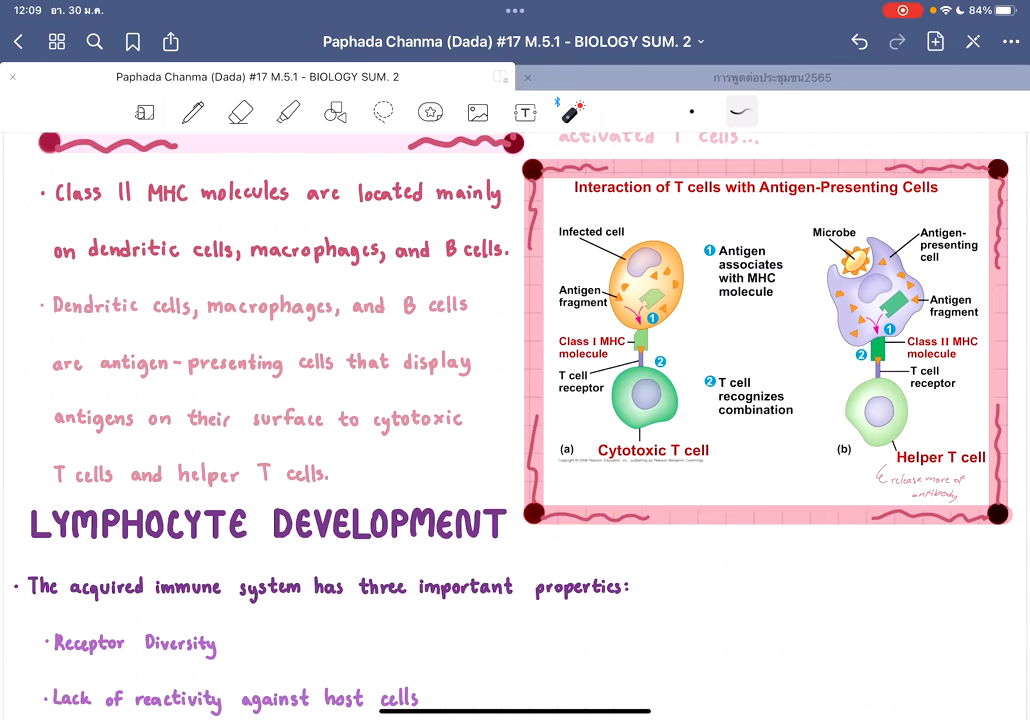 12:09 อา. 30 ม.ค.
84%
Paphada Chanma (Dada) #17 M.5.1 - BIOLOGY SUM. 2
Paphada Chanma (Dada) #17 M.5.1 - BIOLOGY SUM. 2
การพูดต่อประชุมชน2565
• Class II MHC molecules are located mainly
on dendritic cells, macrophages, and B cells.
• Dendritic cells, macrophages, and B cells
are antigen-presenting cells that display
antigens on their surface to cytotoxic
T cells and helper T cells.
LYMPHOCYTE DEVELOPMENT
• The acquired immune system has three important properties:
• Receptor Diversity
• Lack of reactivity against host cells
activated T cells...
Interaction of T cells with Antigen-Presenting Cells
Infected cell
Antigen
fragment
1
Class I MHC
molecule
2
T cell
receptor
(a)
Cytotoxic T cell
1 Antigen
associates
with MHC
molecule
2 T cell
recognizes
combination
Microbe
Antigen-
presenting
cell
Antigen
fragment
1
2
Class II MHC
molecule
T cell
receptor
(b)
Helper T cell
release more of
antibody